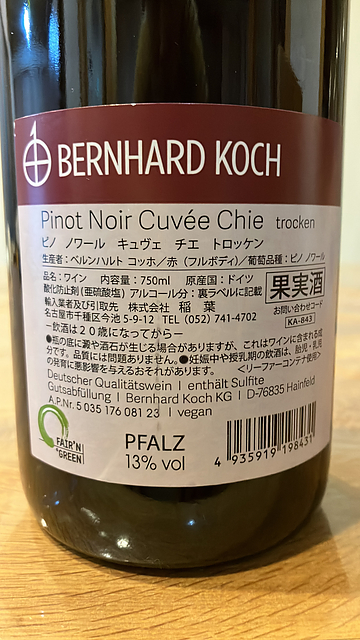 BERNHARD KOCH
Pinot Noir Cuvée Chie trocken
ピノ ノワール キュヴェ チエ トロッケン
生産者:ベルンハルト コッホ/赤(フルボディ)/葡萄品種:ピノ ノワール
品名:ワイン 内容量:750ml 原産国:ドイツ
酸化防止剤(亜硫酸塩) アルコール分:裏ラベルに記載
輸入業者及び引取先 株式会社 稲葉
名古屋市千種区今池 5-9-12 TEL (052) 741-4702
果実酒
お問い合わせコード
KA-843
ー飲酒は20歳になってからー
●瓶の底に澱や酒石が生じる場合がありますが、これはワインに含まれる成
分です。品質には問題ありません。●妊娠中や授乳期の飲酒は、胎児・乳児
の発育に悪影響を与えるおそれがあります。 <リーファーコンテナ使用>
Deutscher Qualitätswein | enthält Sulfite
Gutsabfüllung | Bernhard Koch KG | D-76835 Hainfeld
A.P.Nr. 5 035 176 081 23 | vegan
FAIR'N
GREEN
PFALZ
13% vol
4 935919 198431